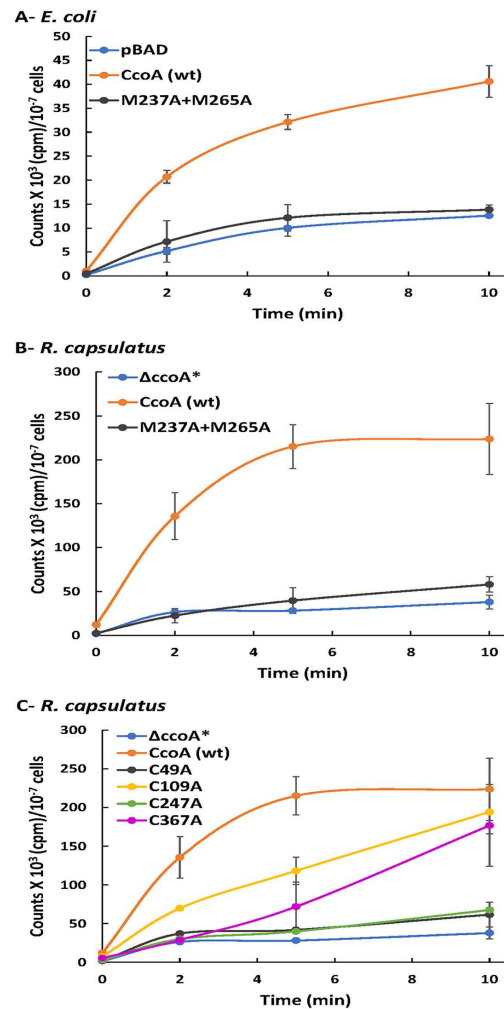 A- E. coli
pBAD
CcoA (wt)
M237A+M265A
Counts X 10³ (cpm)/10⁻⁷ cells
50
45
40
35
30
25
20
15
10
5
0
0 2 4 6 8 10
Time (min)
B- R. capsulatus
ΔccoA*
CcoA (wt)
M237A+M265A
Counts X 10³ (cpm)/10⁻⁷ cells
300
250
200
150
100
50
0
0 2 4 6 8 10
Time (min)
C- R. capsulatus
ΔccoA*
CcoA (wt)
C49A
C109A
C247A
C367A
Counts X 10³ (cpm)/10⁻⁷ cells
300
250
200
150
100
50
0
0 2 4 6 8 10
Time (min)